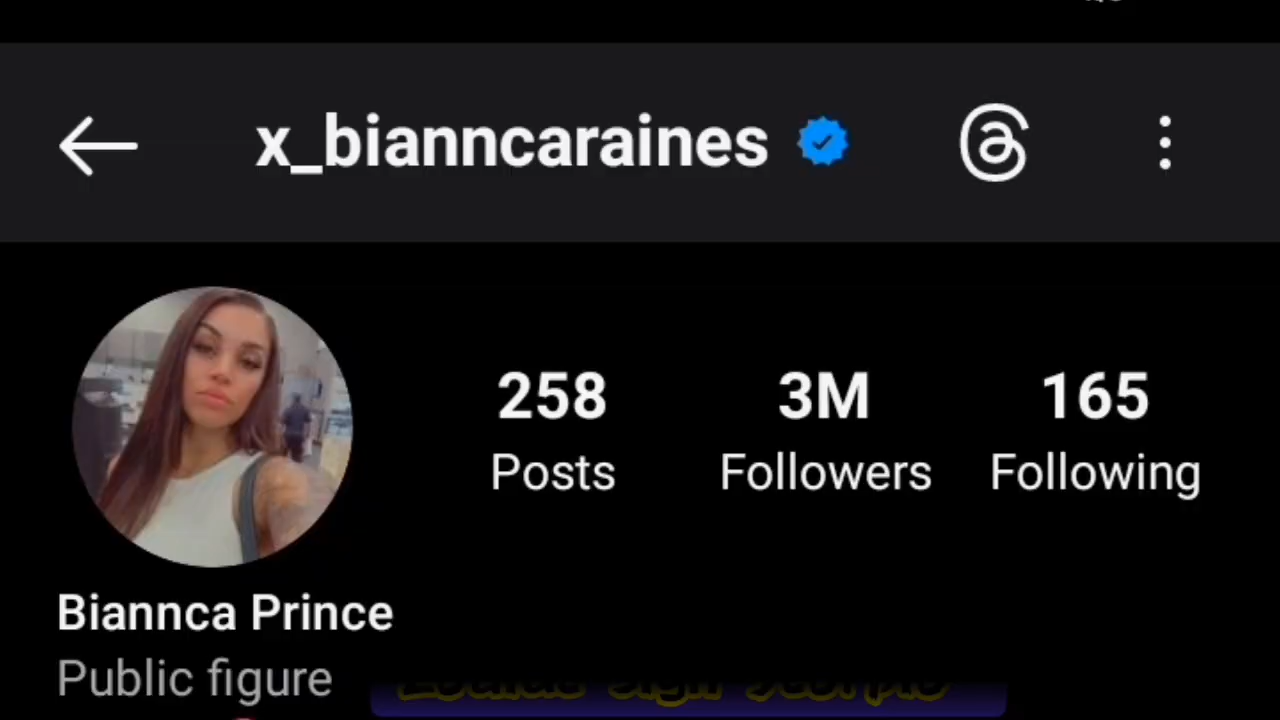 x_bianncaraines
258 3M 165
Posts Followers Following
Biannca Prince
Public figure